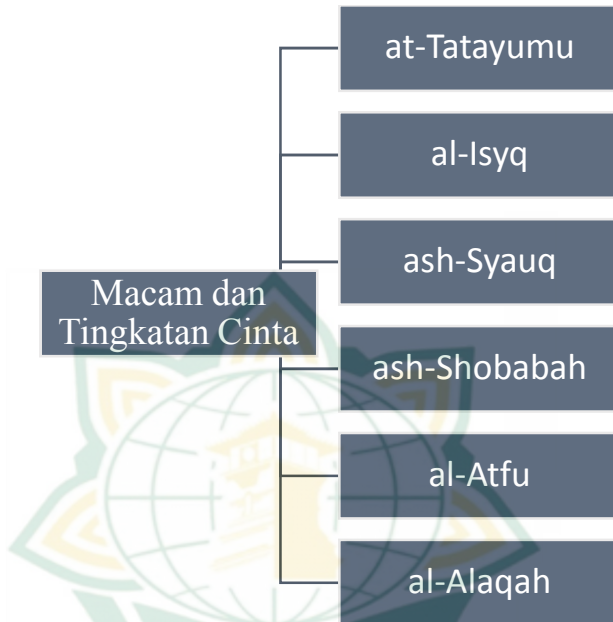 Macam dan
Tingkatan Cinta
at-Tatayumu
al-Isyq
ash-Syauq
ash-Shobabah
al-Atfu
al-Alaqah